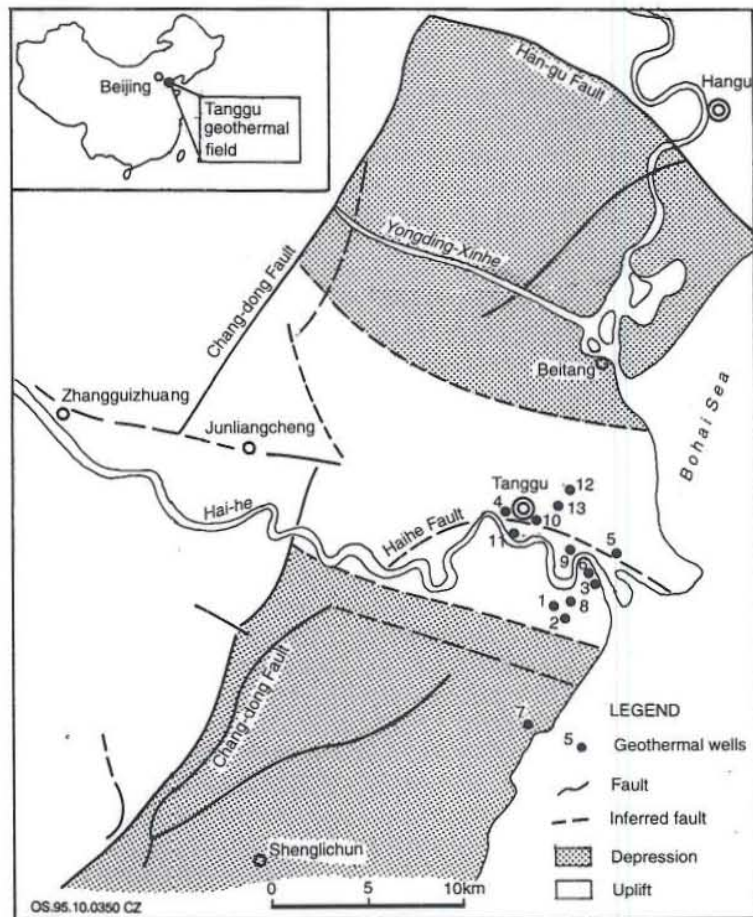 Beijing
Tanggu
geothermal
field
Han-gu Fault
Hangu
Yongding-Xinhe
Chang-dong Fault
Beitang
Zhangguizhuang
Junliangcheng
Bohai Sea
Hai-he
Haihe Fault
Tanggu
12
4
13
10
11
5
9
6
3
1
8
2
Chang-dong Fault
7
LEGEND
5
Geothermal wells
Fault
Inferred fault
Depression
Uplift
Shenglichun
0 5 10km
OS.95.10.0350 CZ